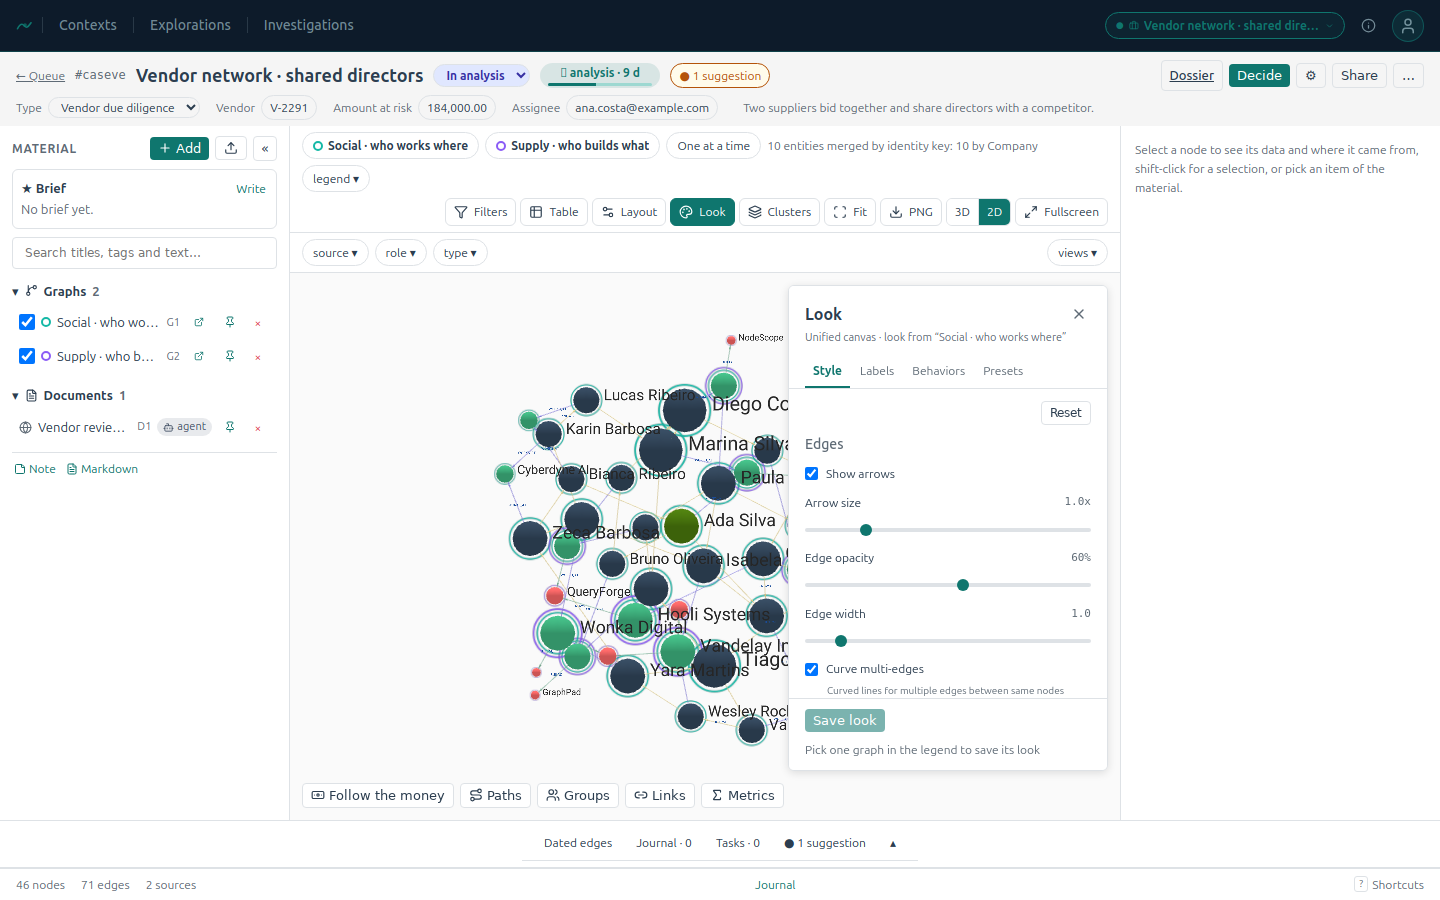 Contexts
Explorations
Investigations
Vendor network · shared dire...
← Queue
#caseve
Vendor network · shared directors
In analysis
analysis · 9 d
1 suggestion
Dossier
Decide
Share
...
Type
Vendor due diligence
Vendor
V-2291
Amount at risk
184,000.00
Assignee
ana.costa@example.com
Two suppliers bid together and share directors with a competitor.
MATERIAL
+ Add
«
★ Brief
Write
No brief yet.
Search titles, tags and text...
Graphs 2
Social · who wo... G1
Supply · who b... G2
Documents 1
Vendor revie... D1 agent
Note
Markdown
Social · who works where
Supply · who builds what
One at a time
10 entities merged by identity key: 10 by Company
legend ▾
Filters
Table
Layout
Look
Clusters
Fit
PNG
3D
2D
Fullscreen
source ▾
role ▾
type ▾
views ▾
NodeScope
Lucas Ribeiro
Diego Co
Karin Barbosa
Marina Silva
Cyberdyne AI
Bianca Ribeiro
Paula
Ada Silva
Zeca Barbosa
Bruno Oliveira
Isabela
QueryForge
Hooli Systems
Wonka Digital
Vandelay In
Tiago
Yara Martins
GraphPad
Wesley Roc
Va
Look
Unified canvas · look from “Social · who works where”
Style
Labels
Behaviors
Presets
Reset
Edges
Show arrows
Arrow size
1.0x
Edge opacity
60%
Edge width
1.0
Curve multi-edges
Curved lines for multiple edges between same nodes
Save look
Pick one graph in the legend to save its look
Follow the money
Paths
Groups
Links
Metrics
Select a node to see its data and where it came from,
shift-click for a selection, or pick an item of the
material.
Dated edges
Journal · 0
Tasks · 0
1 suggestion
▲
46 nodes
71 edges
2 sources
Journal
? Shortcuts